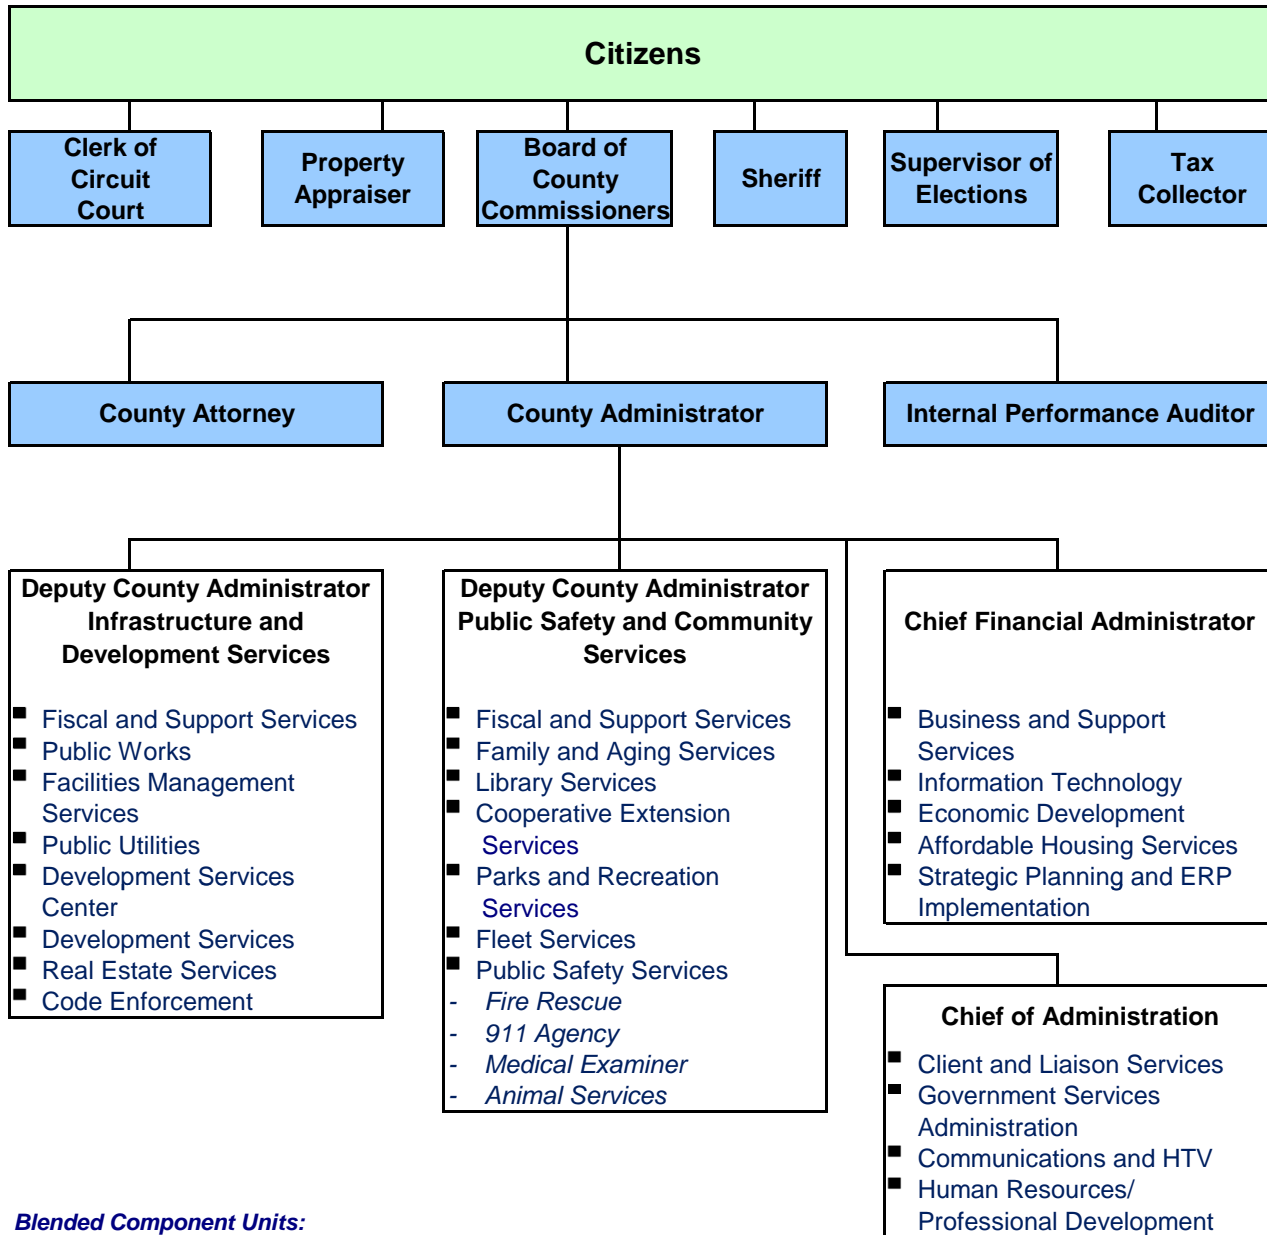 Citizens
Clerk of
Circuit
Court
Property
Appraiser
Board of
County
Commissioners
Sheriff
Supervisor of
Elections
Tax
Collector
County Attorney
County Administrator
Internal Performance Auditor
Deputy County Administrator
Infrastructure and
Development Services
■ Fiscal and Support Services
■ Public Works
■ Facilities Management
Services
■ Public Utilities
■ Development Services
Center
■ Development Services
■ Real Estate Services
■ Code Enforcement
Deputy County Administrator
Public Safety and Community
Services
■ Fiscal and Support Services
■ Family and Aging Services
■ Library Services
■ Cooperative Extension
Services
■ Parks and Recreation
Services
■ Fleet Services
■ Public Safety Services
- Fire Rescue
- 911 Agency
- Medical Examiner
- Animal Services
Chief Financial Administrator
■ Business and Support
Services
■ Information Technology
■ Economic Development
■ Affordable Housing Services
■ Strategic Planning and ERP
Implementation
Chief of Administration
■ Client and Liaison Services
■ Government Services
Administration
■ Communications and HTV
■ Human Resources/
Professional Development
Blended Component Units: